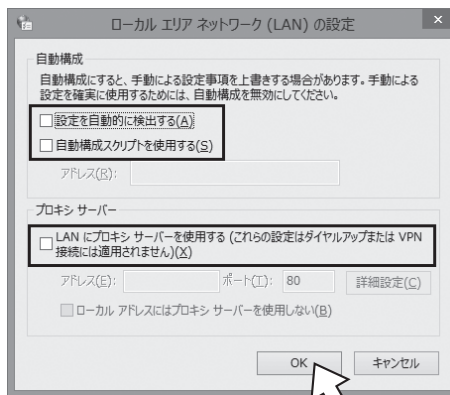 ローカル エリア ネットワーク (LAN) の設定
自動構成
自動構成にすると、手動による設定事項を上書きする場合があります。手動による
設定を確実に使用するためには、自動構成を無効にしてください。
設定を自動的に検出する(A)
自動構成スクリプトを使用する(S)
アドレス(R):
プロキシ サーバー
LAN にプロキシ サーバーを使用する (これらの設定はダイヤルアップまたは VPN
接続には適用されません)(X)
アドレス(E): ポート(T): 80 詳細設定(C)
ローカル アドレスにはプロキシ サーバーを使用しない(B)
OK キャンセル